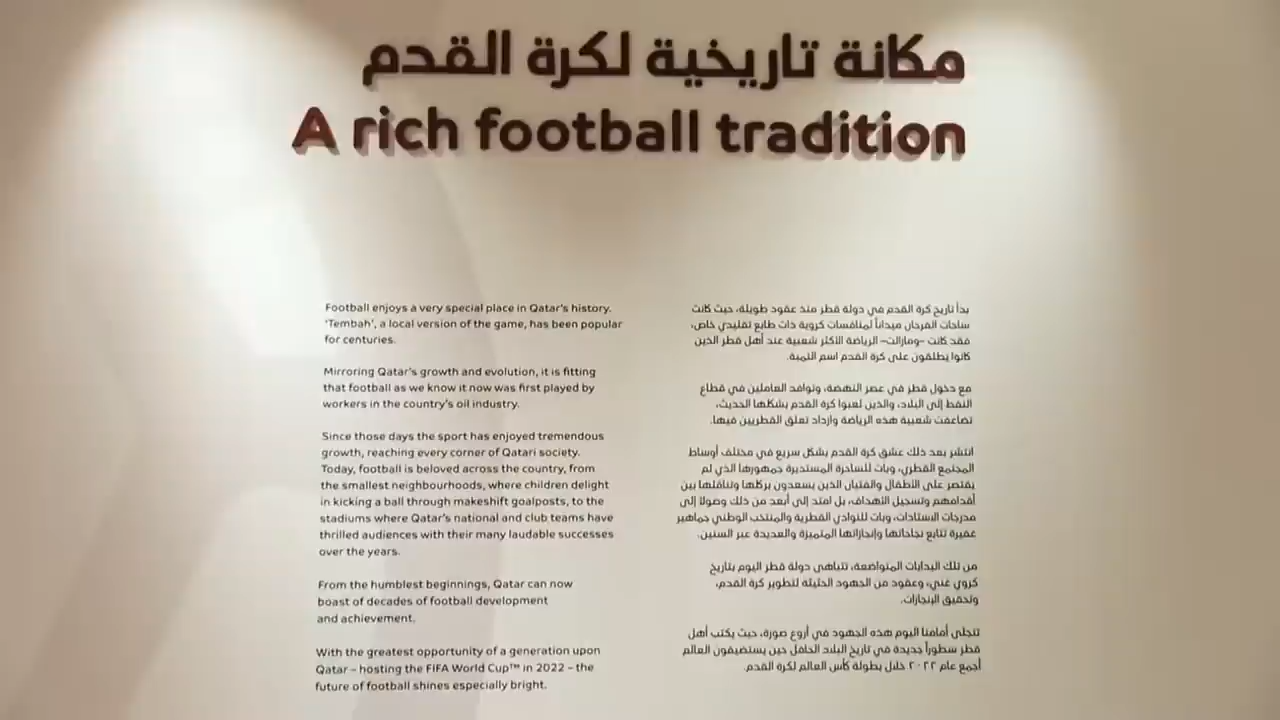 مكانة تاريخية لكرة القدم
A rich football tradition
Football enjoys a very special place in Qatar's history.
'Tembah', a local version of the game, has been popular
for centuries.
Mirroring Qatar's growth and evolution, it is fitting
that football as we know it now was first played by
workers in the country's oil industry.
Since those days the sport has enjoyed tremendous
growth, reaching every corner of Qatari society.
Today, football is beloved across the country, from
the smallest neighbourhoods, where children delight
in kicking a ball through makeshift goalposts, to the
stadiums where Qatar's national and club teams have
thrilled audiences with their many laudable successes
over the years.
From the humblest beginnings, Qatar can now
boast of decades of football development
and achievement.
With the greatest opportunity of a generation upon
Qatar – hosting the FIFA World Cup™ in 2022 – the
future of football shines especially bright.
بدأ تاريخ كرة القدم في دولة قطر منذ عقود طويلة، حيث كانت
ساحات الفرجان ميداناً لمنافسات كروية ذات طابع تقليدي خاص،
فقد كانت -ومازالت- الرياضة الأكثر شعبية عند أهل قطر الذين
كانوا يطلقون على كرة القدم اسم التمبة.
مع دخول قطر في عصر النهضة، وتوافد العاملين في قطاع
النفط إلى البلاد، والذين لعبوا كرة القدم بشكلها الحديث،
تضاعفت شعبية هذه الرياضة وازداد تعلق القطريين فيها.
انتشر بعد ذلك عشق كرة القدم بشكل سريع في مختلف أوساط
المجتمع القطري، وبات للساحرة المستديرة جمهورها الذي لم
يقتصر على الأطفال والفتيان الذين يسعدون بركلها وتناقلها بين
أقدامهم وتسجيل الأهداف، بل امتد إلى أبعد من ذلك وصولاً إلى
مدرجات الاستادات، وبات للنوادي القطرية والمنتخب الوطني جماهير
غفيرة تتابع نجاحاتها وإنجازاتها المتميزة والعديدة عبر السنين.
من تلك البدايات المتواضعة، تتباهى دولة قطر اليوم بتاريخ
كروي غني، وعقود من الجهود الحثيثة لتطوير كرة القدم،
وتحقيق الإنجازات.
تتجلى أمامنا اليوم هذه الجهود في أروع صورة، حيث يكتب أهل
قطر سطوراً جديدة في تاريخ البلاد الحافل حين يستضيفون العالم
أجمع عام ٢٠٢٢ خلال بطولة كأس العالم لكرة القدم.